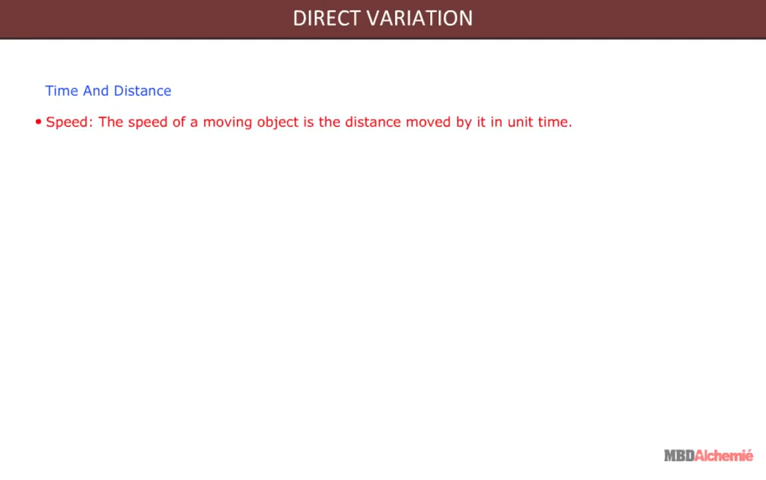 DIRECT VARIATION
Time And Distance
• Speed: The speed of a moving object is the distance moved by it in unit time.
MBDAlchemié